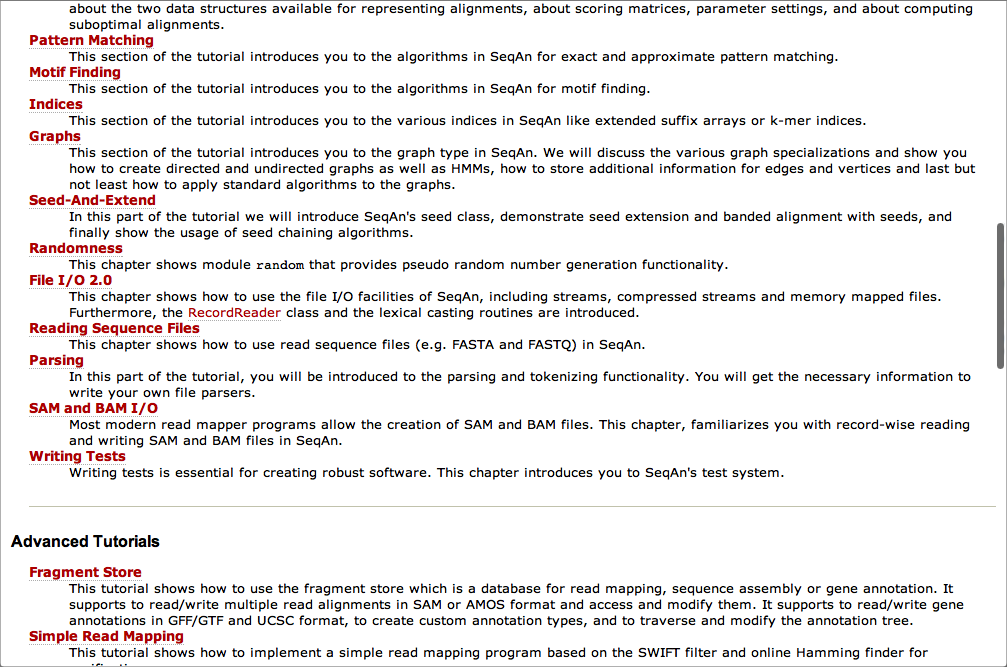 about the two data structures available for representing alignments, about scoring matrices, parameter settings, and about computing
suboptimal alignments.
Pattern Matching
This section of the tutorial introduces you to the algorithms in SeqAn for exact and approximate pattern matching.
Motif Finding
This section of the tutorial introduces you to the algorithms in SeqAn for motif finding.
Indices
This section of the tutorial introduces you to the various indices in SeqAn like extended suffix arrays or k-mer indices.
Graphs
This section of the tutorial introduces you to the graph type in SeqAn. We will discuss the various graph specializations and show you
how to create directed and undirected graphs as well as HMMs, how to store additional information for edges and vertices and last but
not least how to apply standard algorithms to the graphs.
Seed-And-Extend
In this part of the tutorial we will introduce SeqAn's seed class, demonstrate seed extension and banded alignment with seeds, and
finally show the usage of seed chaining algorithms.
Randomness
This chapter shows module random that provides pseudo random number generation functionality.
File I/O 2.0
This chapter shows how to use the file I/O facilities of SeqAn, including streams, compressed streams and memory mapped files.
Furthermore, the RecordReader class and the lexical casting routines are introduced.
Reading Sequence Files
This chapter shows how to use read sequence files (e.g. FASTA and FASTQ) in SeqAn.
Parsing
In this part of the tutorial, you will be introduced to the parsing and tokenizing functionality. You will get the necessary information to
write your own file parsers.
SAM and BAM I/O
Most modern read mapper programs allow the creation of SAM and BAM files. This chapter, familiarizes you with record-wise reading
and writing SAM and BAM files in SeqAn.
Writing Tests
Writing tests is essential for creating robust software. This chapter introduces you to SeqAn's test system.
Advanced Tutorials
Fragment Store
This tutorial shows how to use the fragment store which is a database for read mapping, sequence assembly or gene annotation. It
supports to read/write multiple read alignments in SAM or AMOS format and access and modify them. It supports to read/write gene
annotations in GFF/GTF and UCSC format, to create custom annotation types, and to traverse and modify the annotation tree.
Simple Read Mapping
This tutorial shows how to implement a simple read mapping program based on the SWIFT filter and online Hamming finder for